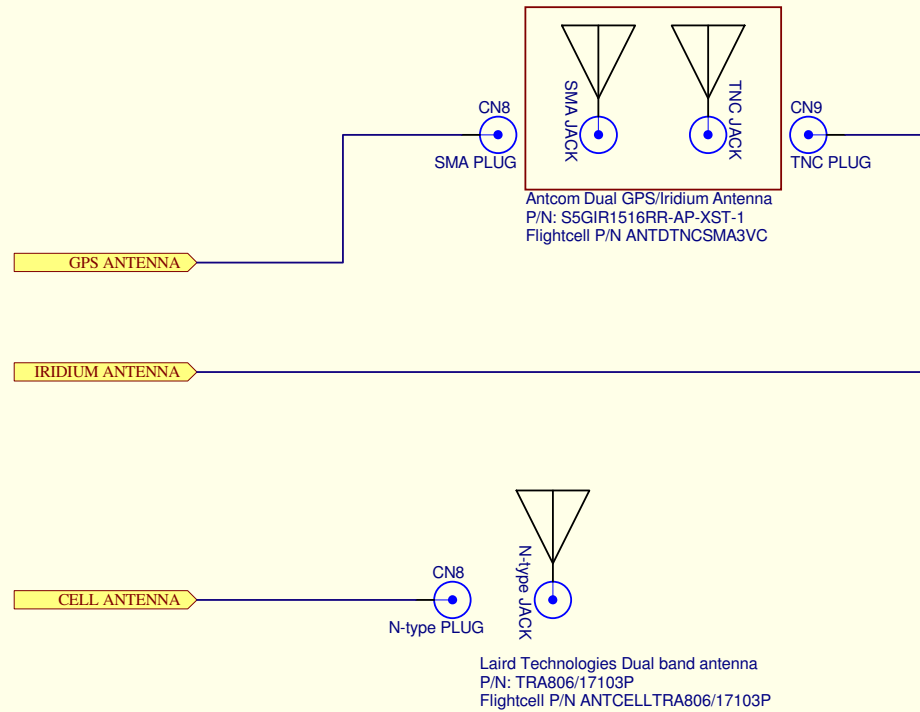 CN8
SMA PLUG
SMA JACK
TNC JACK
CN9
TNC PLUG
Antcom Dual GPS/Iridium Antenna
P/N: S5GIR1516RR-AP-XST-1
Flightcell P/N ANTDTNCSMA3VC
GPS ANTENNA
IRIDIUM ANTENNA
CELL ANTENNA
CN8
N-type PLUG
N-type JACK
Laird Technologies Dual band antenna
P/N: TRA806/17103P
Flightcell P/N ANTCELLTRA806/17103P